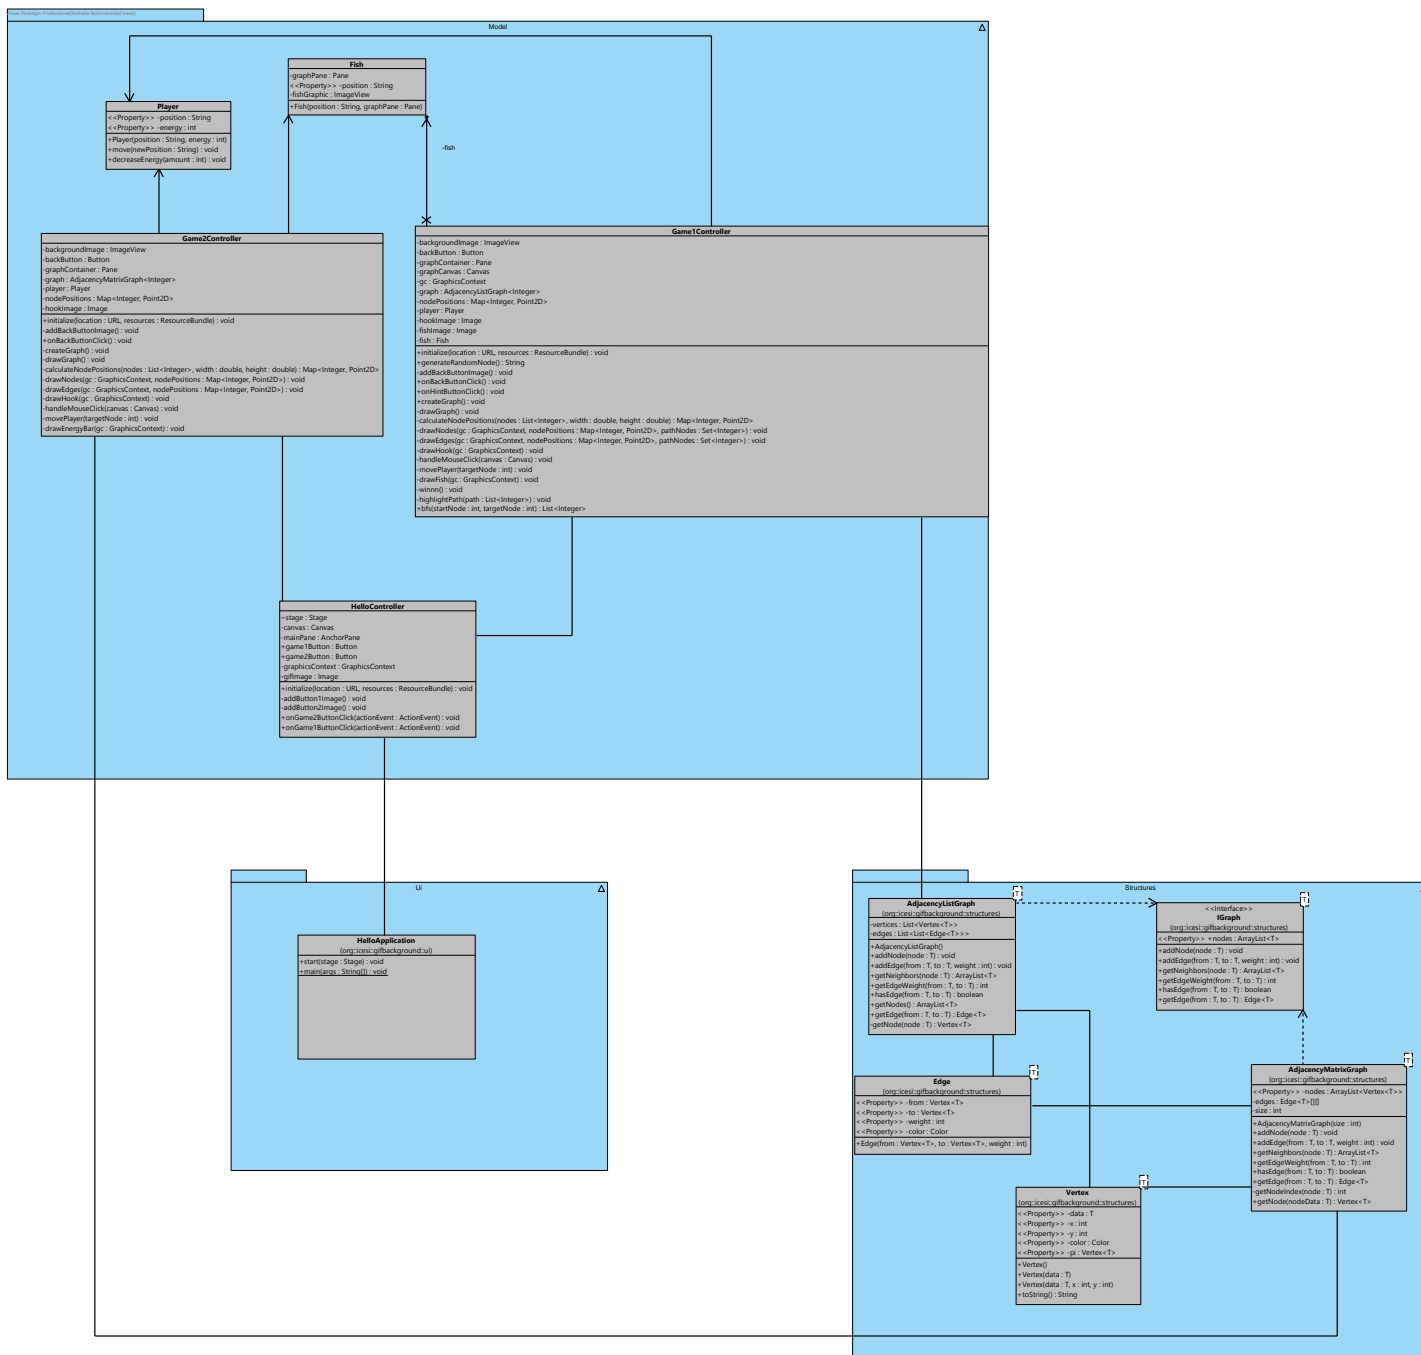 Visual Paradigm Professional(Nathalia S(Universidad Icesi))
Model
Fish
-graphPane : Pane
<<Property>> -position : String
-fishGraphic : ImageView
+Fish(position : String, graphPane : Pane)
Player
<<Property>> -position : String
<<Property>> -energy : int
+Player(position : String, energy : int)
+move(newPosition : String) : void
+decreaseEnergy(amount : int) : void
-fish
Game2Controller
-backgroundImage : ImageView
-backButton : Button
-graphContainer : Pane
-graph : AdjacencyMatrixGraph<Integer>
-player : Player
-nodePositions : Map<Integer, Point2D>
-hookImage : Image
+initialize(location : URL, resources : ResourceBundle) : void
-addBackButtonImage() : void
+onBackButtonClick() : void
-createGraph() : void
-drawGraph() : void
-calculateNodePositions(nodes : List<Integer>, width : double, height : double) : Map<Integer, Point2D>
-drawNodes(gc : GraphicsContext, nodePositions : Map<Integer, Point2D>) : void
-drawEdges(gc : GraphicsContext, nodePositions : Map<Integer, Point2D>) : void
-drawHook(gc : GraphicsContext) : void
-handleMouseClick(canvas : Canvas) : void
-movePlayer(targetNode : int) : void
-drawEnergyBar(gc : GraphicsContext) : void
Game1Controller
-backgroundImage : ImageView
-backButton : Button
-graphContainer : Pane
-graphCanvas : Canvas
-gc : GraphicsContext
-graph : AdjacencyListGraph<Integer>
-nodePositions : Map<Integer, Point2D>
-player : Player
-hookImage : Image
-fishImage : Image
-fish : Fish
+initialize(location : URL, resources : ResourceBundle) : void
+generateRandomNode() : String
-addBackButtonImage() : void
+onBackButtonClick() : void
+onHintButtonClick() : void
+createGraph() : void
-drawGraph() : void
-calculateNodePositions(nodes : List<Integer>, width : double, height : double) : Map<Integer, Point2D>
-drawNodes(gc : GraphicsContext, nodePositions : Map<Integer, Point2D>, pathNodes : Set<Integer>) : void
-drawEdges(gc : GraphicsContext, nodePositions : Map<Integer, Point2D>, pathNodes : Set<Integer>) : void
-drawHook(gc : GraphicsContext) : void
-handleMouseClick(canvas : Canvas) : void
-movePlayer(targetNode : int) : void
-drawFish(gc : GraphicsContext) : void
-winnn() : void
-highlightPath(path : List<Integer>) : void
+bfs(startNode : int, targetNode : int) : List<Integer>
HelloController
~stage : Stage
-canvas : Canvas
-mainPane : AnchorPane
+game1Button : Button
+game2Button : Button
-graphicsContext : GraphicsContext
-gifImage : Image
+initialize(location : URL, resources : ResourceBundle) : void
-addButton1Image() : void
-addButton2Image() : void
+onGame2ButtonClick(actionEvent : ActionEvent) : void
+onGame1ButtonClick(actionEvent : ActionEvent) : void
Ui
HelloApplication
(org::icesi::gifbackground::ui)
+start(stage : Stage) : void
+main(args : String[]) : void
Structures
T
AdjacencyListGraph
(org::icesi::gifbackground::structures)
-vertices : List<Vertex<T>>
-edges : List<List<Edge<T>>>
+AdjacencyListGraph()
+addNode(node : T) : void
+addEdge(from : T, to : T, weight : int) : void
+getNeighbors(node : T) : ArrayList<T>
+getEdgeWeight(from : T, to : T) : int
+hasEdge(from : T, to : T) : boolean
+getNodes() : ArrayList<T>
+getEdge(from : T, to : T) : Edge<T>
-getNode(node : T) : Vertex<T>
T
<<Interface>>
IGraph
(org::icesi::gifbackground::structures)
<<Property>> +nodes : ArrayList<T>
+addNode(node : T) : void
+addEdge(from : T, to : T, weight : int) : void
+getNeighbors(node : T) : ArrayList<T>
+getEdgeWeight(from : T, to : T) : int
+hasEdge(from : T, to : T) : boolean
+getEdge(from : T, to : T) : Edge<T>
T
Edge
(org::icesi::gifbackground::structures)
<<Property>> -from : Vertex<T>
<<Property>> -to : Vertex<T>
<<Property>> -weight : int
<<Property>> -color : Color
+Edge(from : Vertex<T>, to : Vertex<T>, weight : int)
T
AdjacencyMatrixGraph
(org::icesi::gifbackground::structures)
<<Property>> -nodes : ArrayList<Vertex<T>>
-edges : Edge<T>[][]
-size : int
+AdjacencyMatrixGraph(size : int)
+addNode(node : T) : void
+addEdge(from : T, to : T, weight : int) : void
+getNeighbors(node : T) : ArrayList<T>
+getEdgeWeight(from : T, to : T) : int
+hasEdge(from : T, to : T) : boolean
+getEdge(from : T, to : T) : Edge<T>
-getNodeIndex(node : T) : int
+getNode(nodeData : T) : Vertex<T>
T
Vertex
(org::icesi::gifbackground::structures)
<<Property>> -data : T
<<Property>> -x : int
<<Property>> -y : int
<<Property>> -color : Color
<<Property>> -pi : Vertex<T>
+Vertex()
+Vertex(data : T)
+Vertex(data : T, x : int, y : int)
+toString() : String